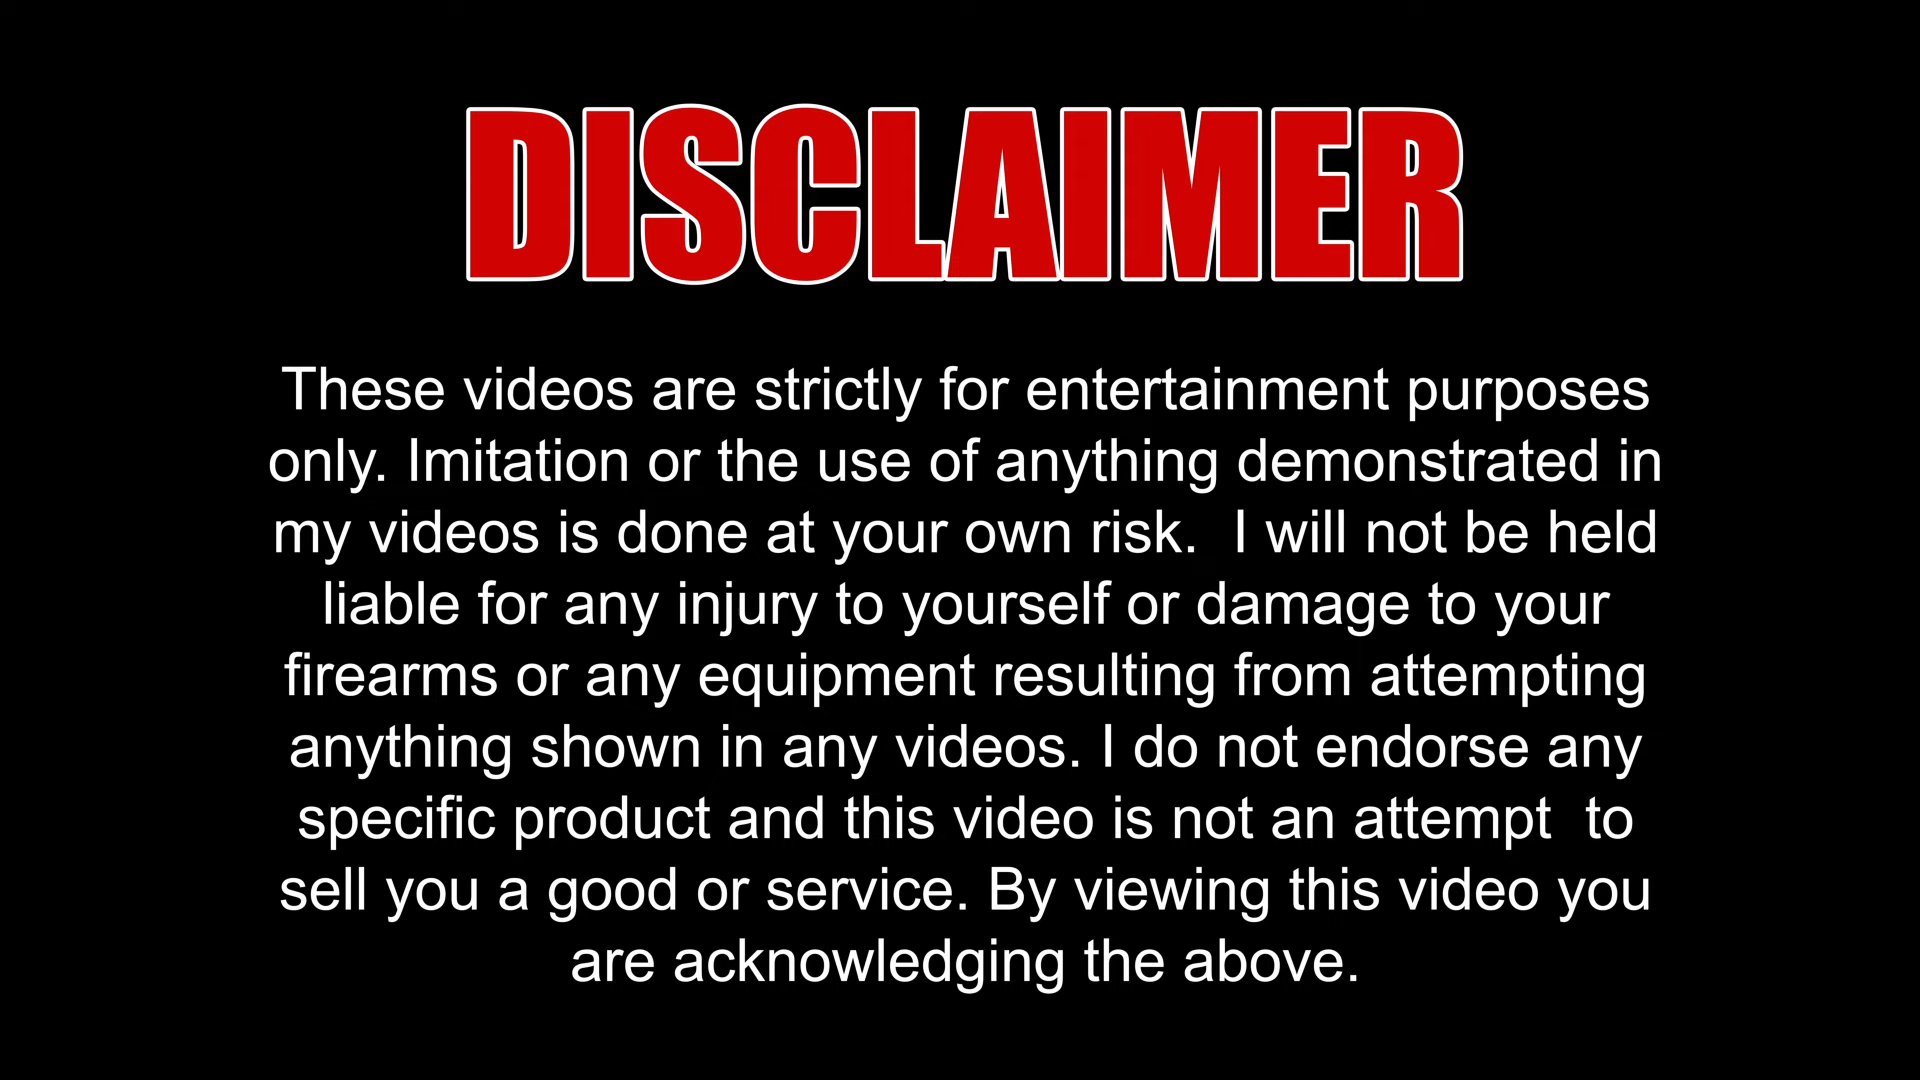 DISCLAIMER
These videos are strictly for entertainment purposes
only. Imitation or the use of anything demonstrated in
my videos is done at your own risk.  I will not be held
liable for any injury to yourself or damage to your
firearms or any equipment resulting from attempting
anything shown in any videos. I do not endorse any
specific product and this video is not an attempt  to
sell you a good or service. By viewing this video you
are acknowledging the above.